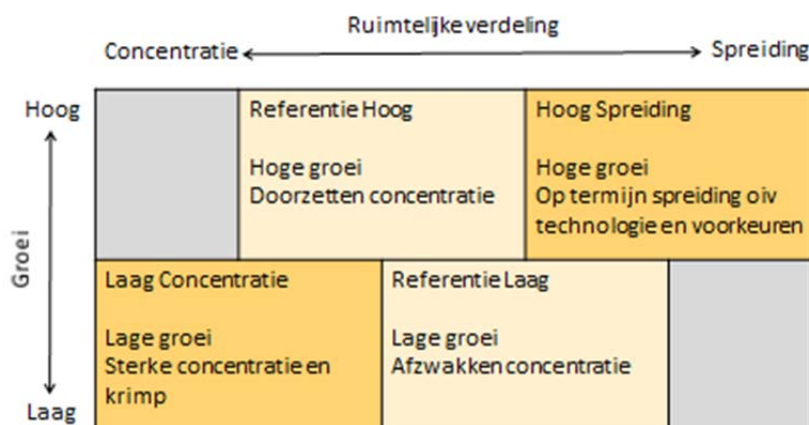 Ruimtelijke verdeling
Concentratie
Spreiding
Hoog
Groei
Laag
Referentie Hoog
Hoge groei
Doorzetten concentratie
Hoog Spreiding
Hoge groei
Op termijn spreiding oiv
technologie en voorkeuren
Laag Concentratie
Lage groei
Sterke concentratie en
krimp
Referentie Laag
Lage groei
Afzwakken concentratie